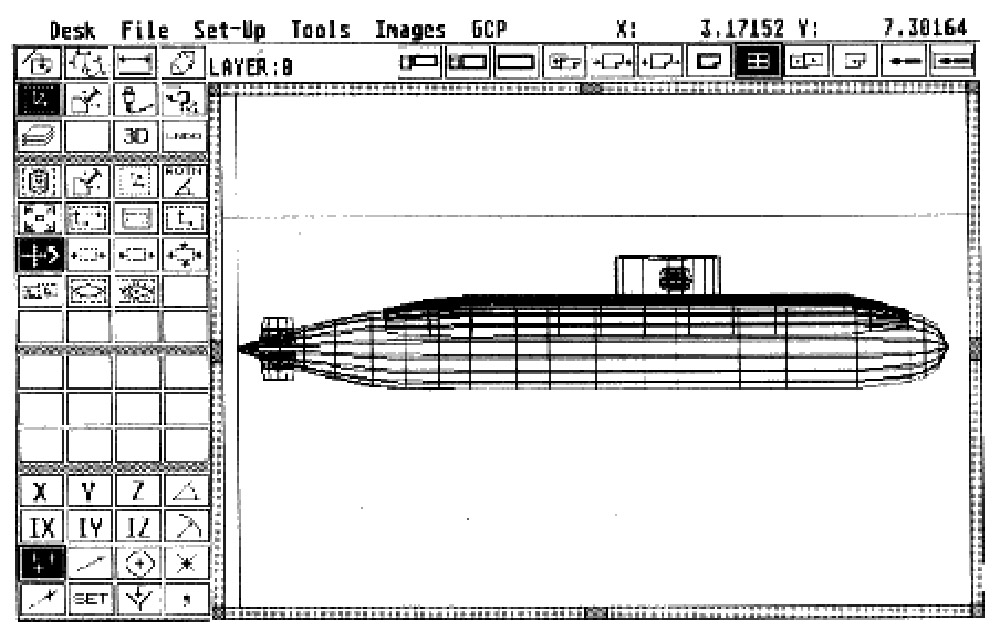 Desk File Set-Up Tools Images GCP X: 3.17152 Y: 7.30164
LAYER:8
3D UNDO
ROTN
X Y Z
IX IY IZ
SET